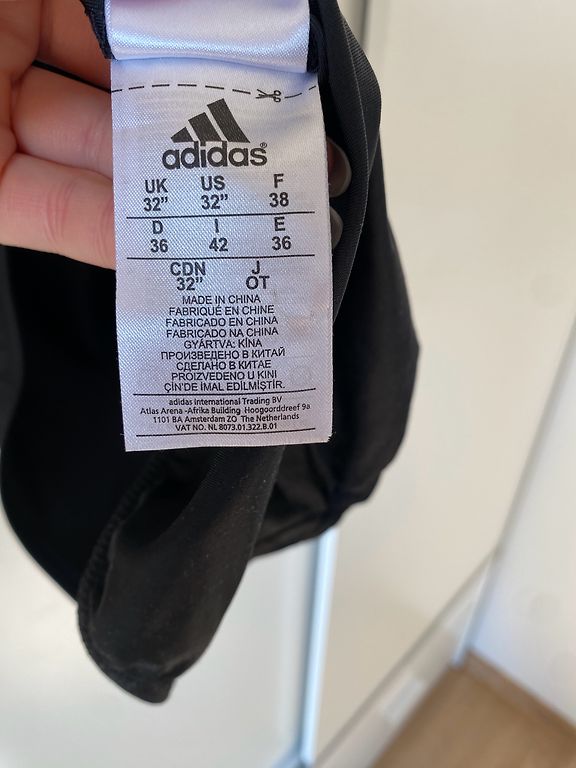 adidas®
UK US F
32" 32" 38
D I E
36 42 36
CDN J
32" OT
MADE IN CHINA
FABRIQUÉ EN CHINE
FABRICADO EN CHINA
FABRICADO NA CHINA
GYÁRTVA: KÍNA
ПРОИЗВЕДЕНО В КИТАЙ
СДЕЛАНО В КИТАЕ
PROIZVEDENO U KINI
ÇİN'DE IMAL EDİLMİŞTİR.
adidas International Trading BV
Atlas Arena -Afrika Building Hoogoorddreef 9a
1101 BA Amsterdam ZO The Netherlands
VAT NO. NL 8073.01.322.B.01